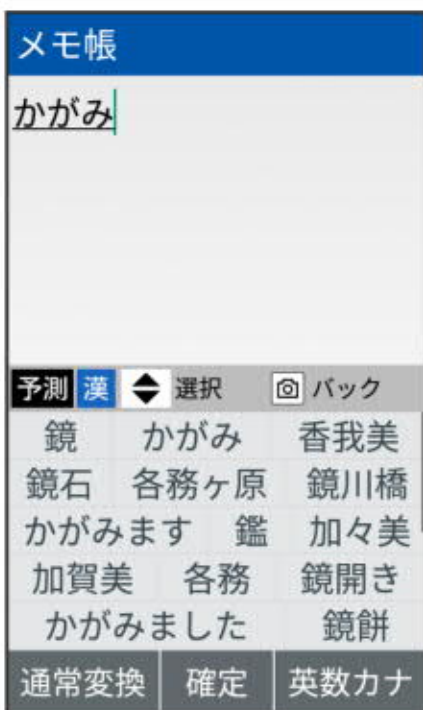 メモ帳
かがみ
予測 漢 選択 バック
鏡 かがみ 香我美
鏡石 各務ヶ原 鏡川橋
かがみます 鑑 加々美
加賀美 各務 鏡開き
かがみました 鏡餅
通常変換 確定 英数カナ